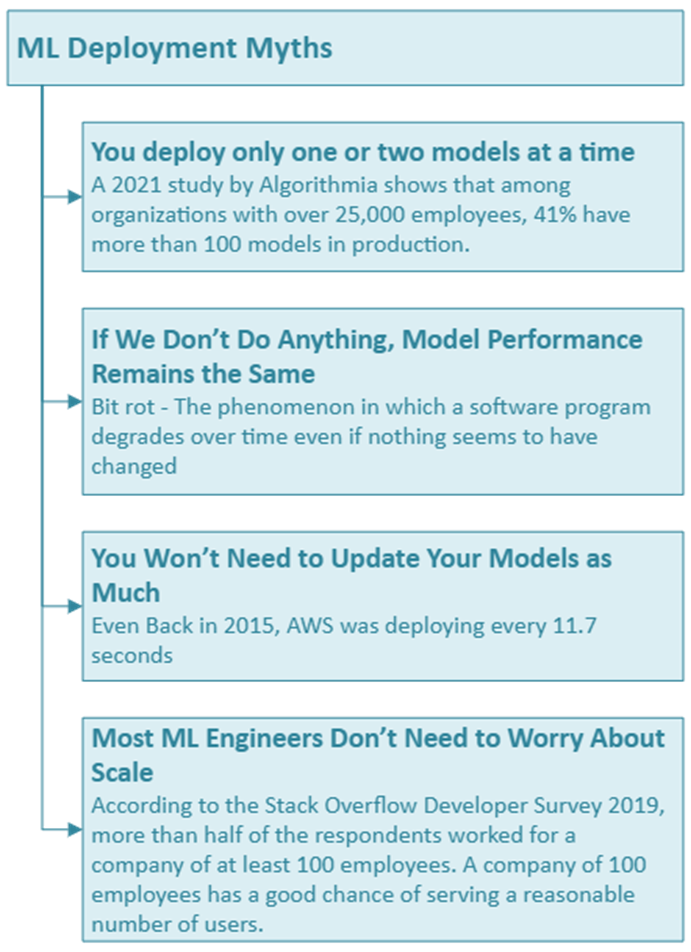 ML Deployment Myths
You deploy only one or two models at a time
A 2021 study by Algorithmia shows that among
organizations with over 25,000 employees, 41% have
more than 100 models in production.
If We Don’t Do Anything, Model Performance
Remains the Same
Bit rot - The phenomenon in which a software program
degrades over time even if nothing seems to have
changed
You Won’t Need to Update Your Models as
Much
Even Back in 2015, AWS was deploying every 11.7
seconds
Most ML Engineers Don’t Need to Worry About
Scale
According to the Stack Overflow Developer Survey 2019,
more than half of the respondents worked for a
company of at least 100 employees. A company of 100
employees has a good chance of serving a reasonable
number of users.